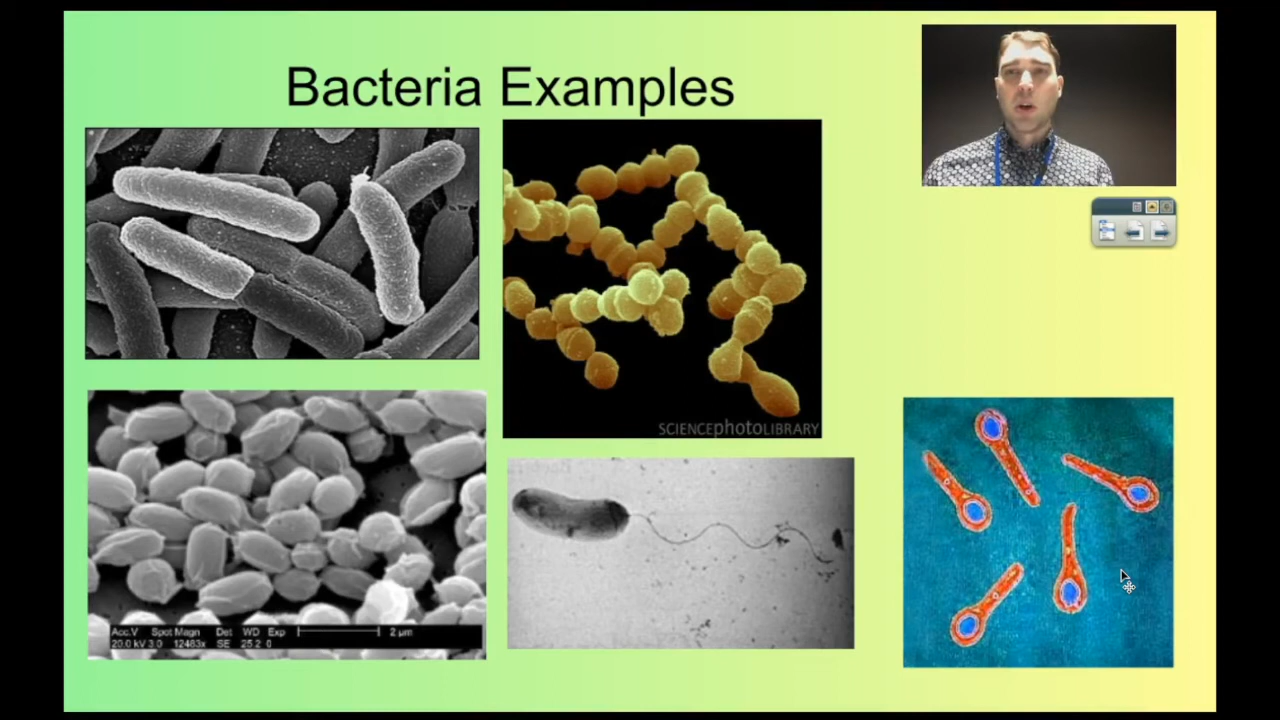 Bacteria Examples
SCIENCEphotoLIBRARY
Acc.V Spot Magn Det WD Exp 2 µm
20.0 kV 3.0 12483x SE 25.2 0